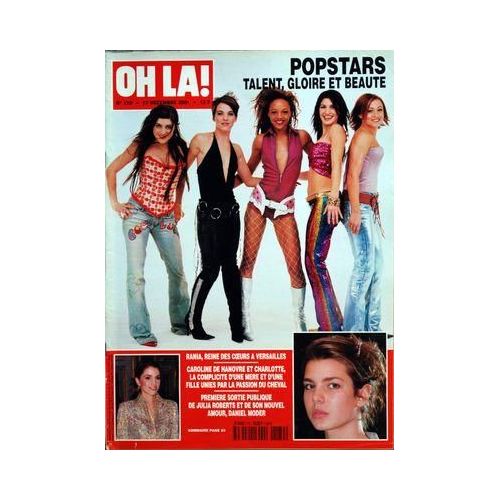 OH LA!
POPSTARS
TALENT, GLOIRE ET BEAUTE
RANIA, REINE DES CŒURS A VERSAILLES
CAROLINE DE HANOVRE ET CHARLOTTE,
LA COMPLICITE D'UNE MERE ET D'UNE
FILLE UNIES PAR LA PASSION DU CHEVAL
PREMIERE SORTIE PUBLIQUE
DE JULIA ROBERTS ET DE SON NOUVEL
AMOUR, DANIEL MODER